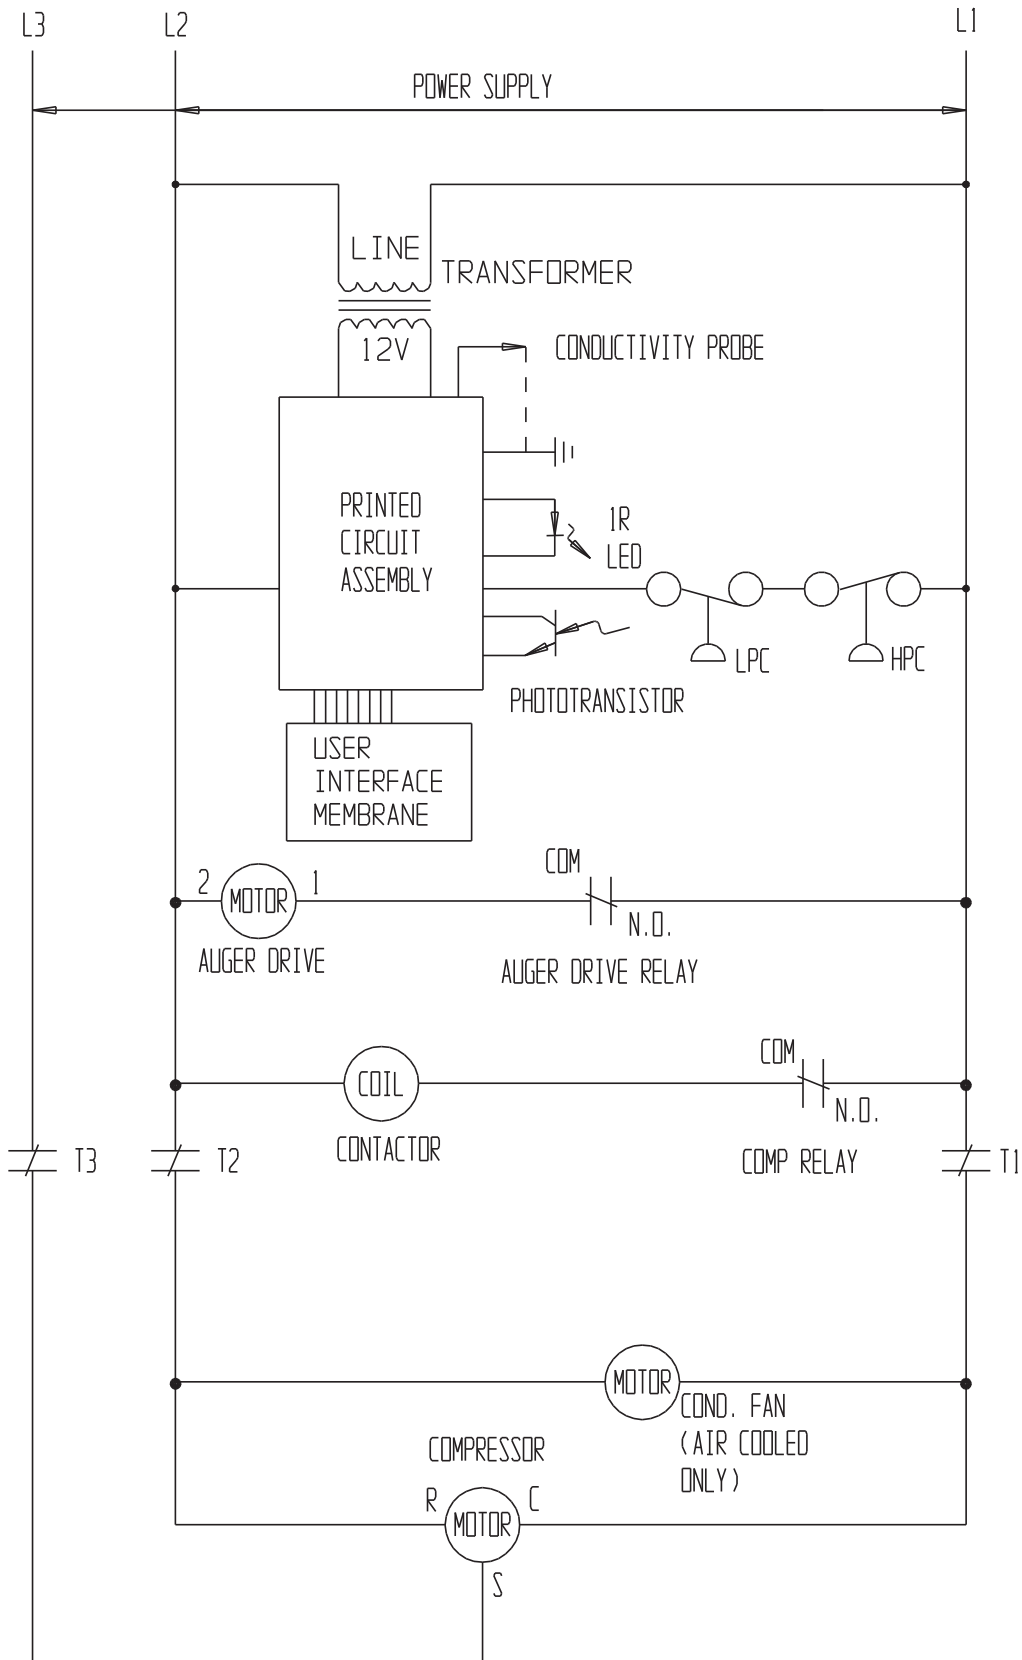 L3
L2
L1
POWER SUPPLY
LINE
TRANSFORMER
12V
CONDUCTIVITY PROBE
PRINTED
CIRCUIT
ASSEMBLY
1R
LED
LPC
HPC
PHOTOTRANSISTOR
USER
INTERFACE
MEMBRANE
2
MOTOR
1
AUGER DRIVE
COM
N.O.
AUGER DRIVE RELAY
COIL
CONTACTOR
COM
N.O.
COMP RELAY
T3
T2
T1
MOTOR
COND. FAN
(AIR COOLED
ONLY)
COMPRESSOR
R
MOTOR
C
S